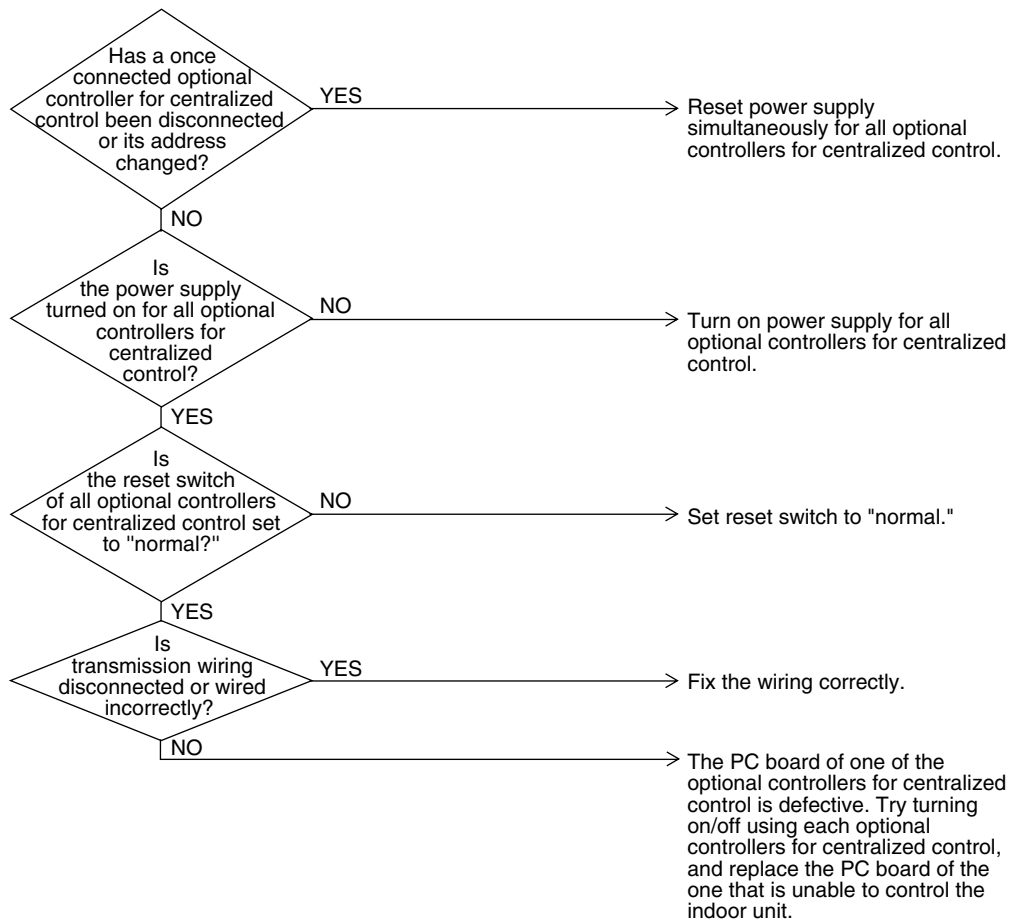 Has a once
connected optional
controller for centralized
control been disconnected
or its address
changed?
YES
Reset power supply
simultaneously for all optional
controllers for centralized control.
NO
Is
the power supply
turned on for all optional
controllers for
centralized
control?
NO
Turn on power supply for all
optional controllers for centralized
control.
YES
Is
the reset switch
of all optional controllers
for centralized control set
to "normal?"
NO
Set reset switch to "normal."
YES
Is
transmission wiring
disconnected or wired
incorrectly?
YES
Fix the wiring correctly.
NO
The PC board of one of the
optional controllers for centralized
control is defective. Try turning
on/off using each optional
controllers for centralized control,
and replace the PC board of the
one that is unable to control the
indoor unit.